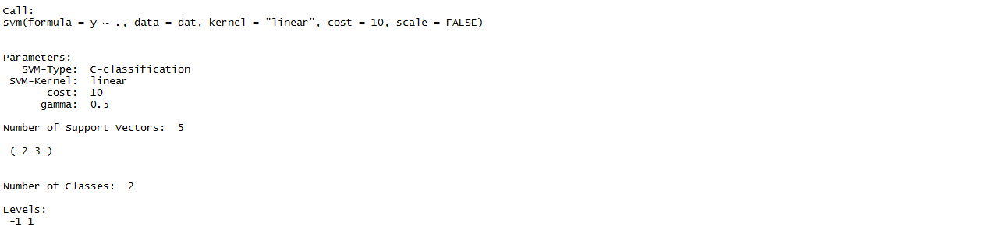 Call:
svm(formula = y ~ ., data = dat, kernel = "linear", cost = 10, scale = FALSE)
Parameters:
SVM-Type:  C-classification
SVM-Kernel:  linear
cost:  10
gamma:  0.5
Number of Support Vectors:  5
( 2 3 )
Number of Classes:  2
Levels:
-1 1